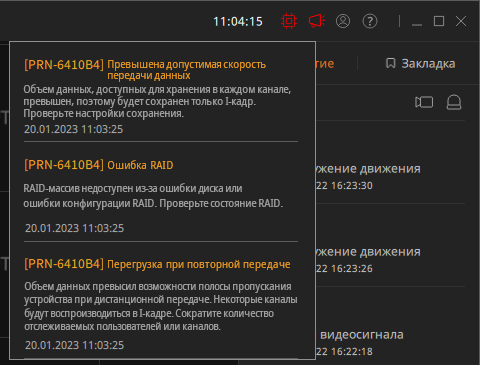 11:04:15
[PRN-6410B4] Превышена допустимая скорость
передачи данных
Объем данных, доступных для хранения в каждом канале,
превышен, поэтому будет сохранен только I-кадр.
Проверьте настройки сохранения.
20.01.2023 11:03:25
[PRN-6410B4] Ошибка RAID
RAID-массив недоступен из-за ошибки диска или
ошибки конфигурации RAID. Проверьте состояние RAID.
20.01.2023 11:03:25
[PRN-6410B4] Перегрузка при повторной передаче
Объем данных превысил возможности полосы пропускания
устройства при дистанционной передаче. Некоторые каналы
будут воспроизводиться в I-кадре. Сократите количество
отслеживаемых пользователей или каналов.
20.01.2023 11:03:25
тие
Закладка
ужение движения
22 16:23:30
ужение движения
22 16:23:26
видеосигнала
22 16:22:18